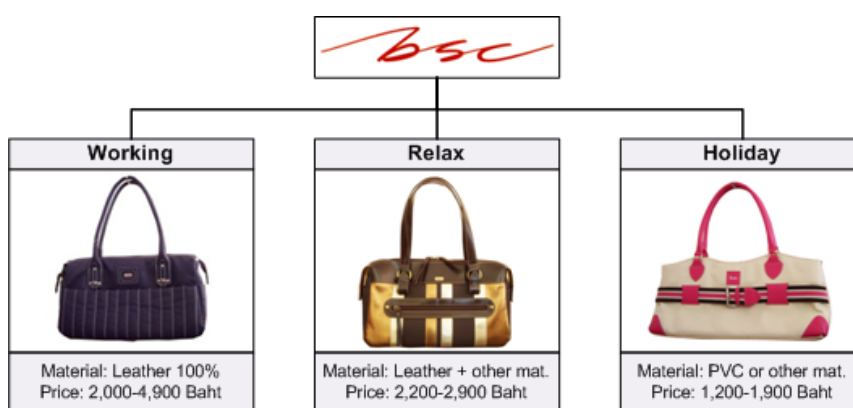 bsc
Working
Relax
Holiday
Material: Leather 100%
Price: 2,000-4,900 Baht
Material: Leather + other mat.
Price: 2,200-2,900 Baht
Material: PVC or other mat.
Price: 1,200-1,900 Baht